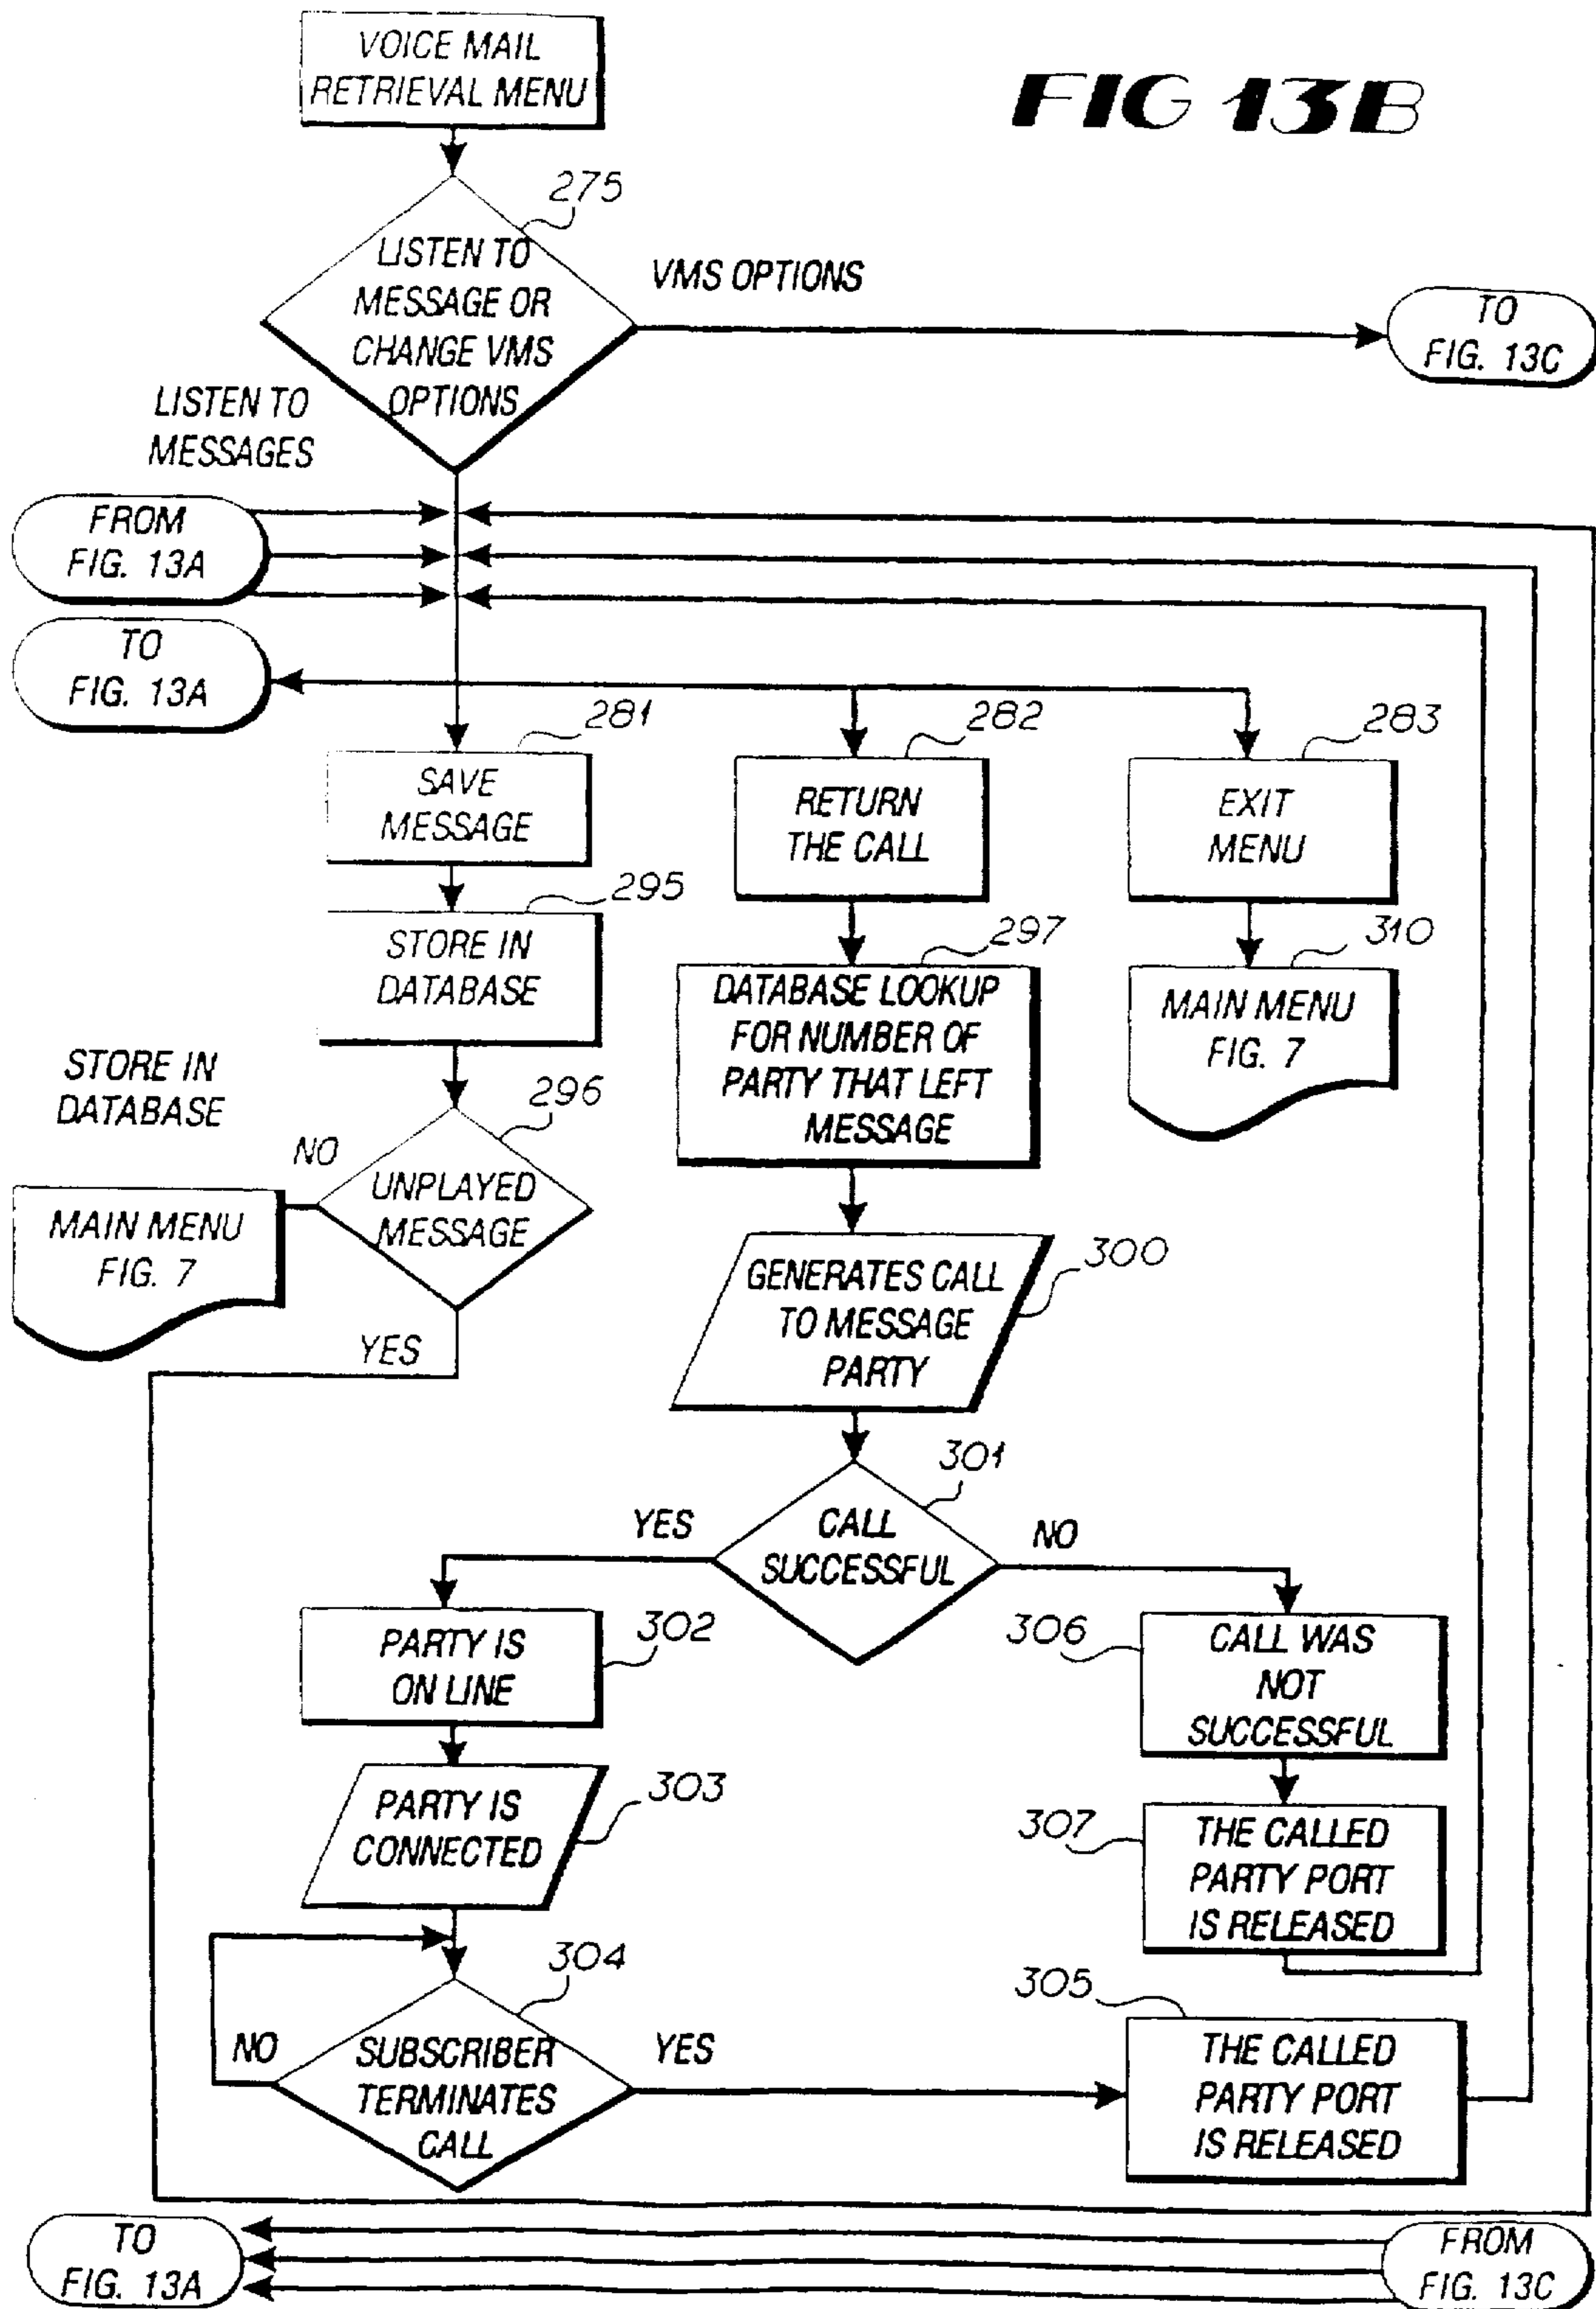 VOICE MAIL
RETRIEVAL MENU
FIG 13B
275
LISTEN TO
MESSAGE OR
CHANGE VMS
OPTIONS
VMS OPTIONS
TO
FIG. 13C
LISTEN TO
MESSAGES
FROM
FIG. 13A
TO
FIG. 13A
281
SAVE
MESSAGE
282
RETURN
THE CALL
283
EXIT
MENU
295
STORE IN
DATABASE
297
DATABASE LOOKUP
FOR NUMBER OF
PARTY THAT LEFT
MESSAGE
310
MAIN MENU
FIG. 7
STORE IN
DATABASE
296
NO
UNPLAYED
MESSAGE
MAIN MENU
FIG. 7
YES
300
GENERATES CALL
TO MESSAGE
PARTY
301
YES
CALL
SUCCESSFUL
NO
302
PARTY IS
ON LINE
306
CALL WAS
NOT
SUCCESSFUL
303
PARTY IS
CONNECTED
307
THE CALLED
PARTY PORT
IS RELEASED
304
NO
SUBSCRIBER
TERMINATES
CALL
YES
305
THE CALLED
PARTY PORT
IS RELEASED
TO
FIG. 13A
FROM
FIG. 13C